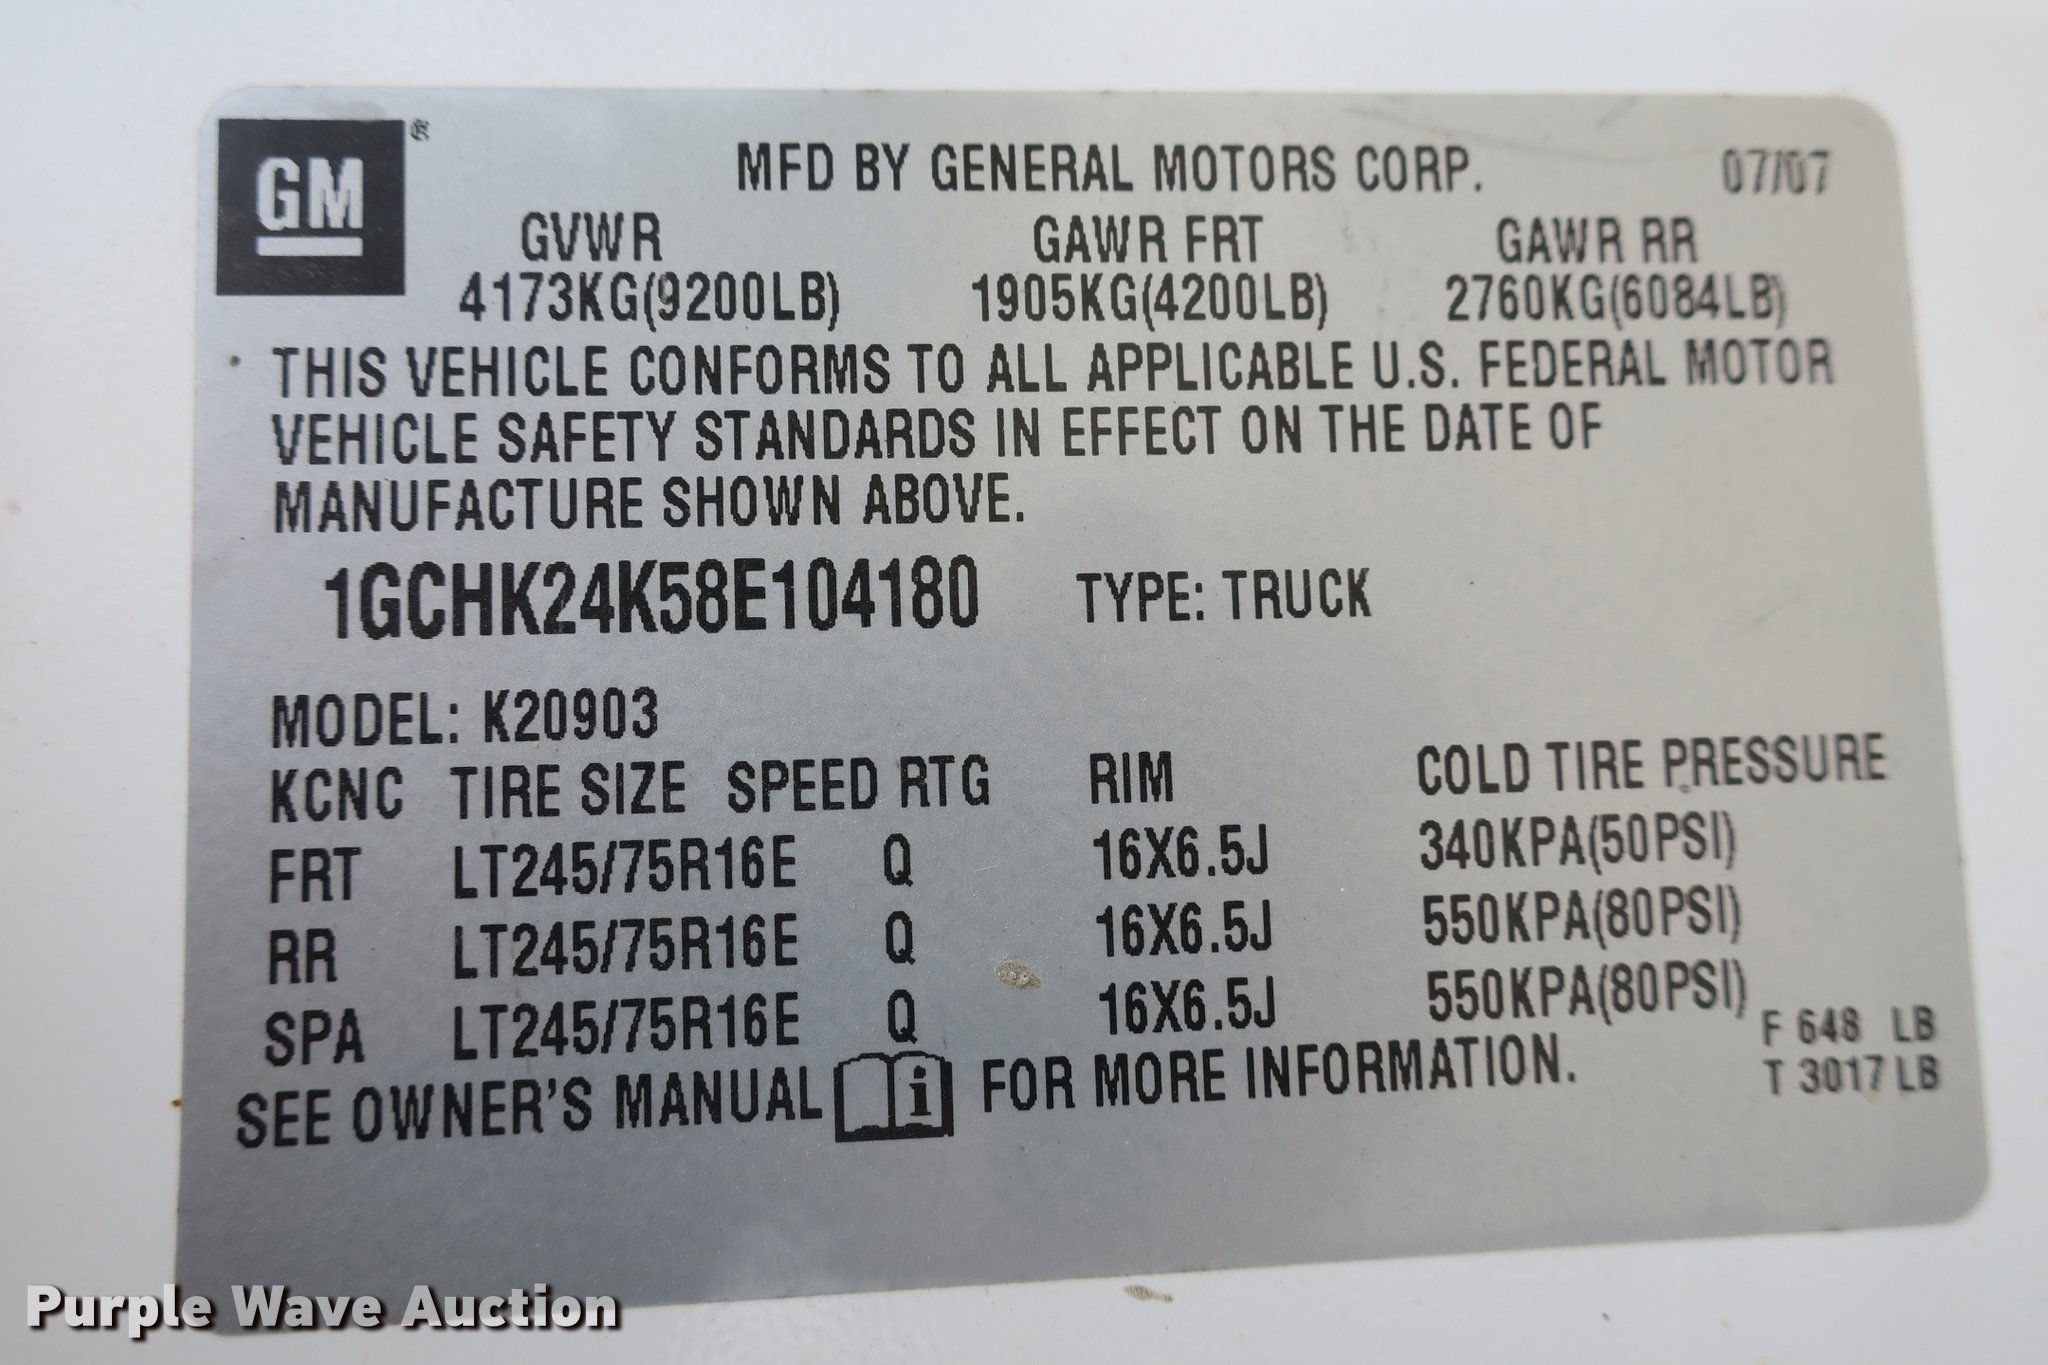 GM
MFD BY GENERAL MOTORS CORP. 07/07
GVWR GAWR FRT GAWR RR
4173KG(9200LB) 1905KG(4200LB) 2760KG(6084LB)
THIS VEHICLE CONFORMS TO ALL APPLICABLE U.S. FEDERAL MOTOR
VEHICLE SAFETY STANDARDS IN EFFECT ON THE DATE OF
MANUFACTURE SHOWN ABOVE.
1GCHK24K58E104180 TYPE: TRUCK
MODEL: K20903
KCNC TIRE SIZE SPEED RTG RIM COLD TIRE PRESSURE
FRT LT245/75R16E Q 16X6.5J 340KPA(50PSI)
RR LT245/75R16E Q 16X6.5J 550KPA(80PSI)
SPA LT245/75R16E Q 16X6.5J 550KPA(80PSI)
F 648 LB
T 3017 LB
SEE OWNER'S MANUAL i FOR MORE INFORMATION.
Purple Wave Auction